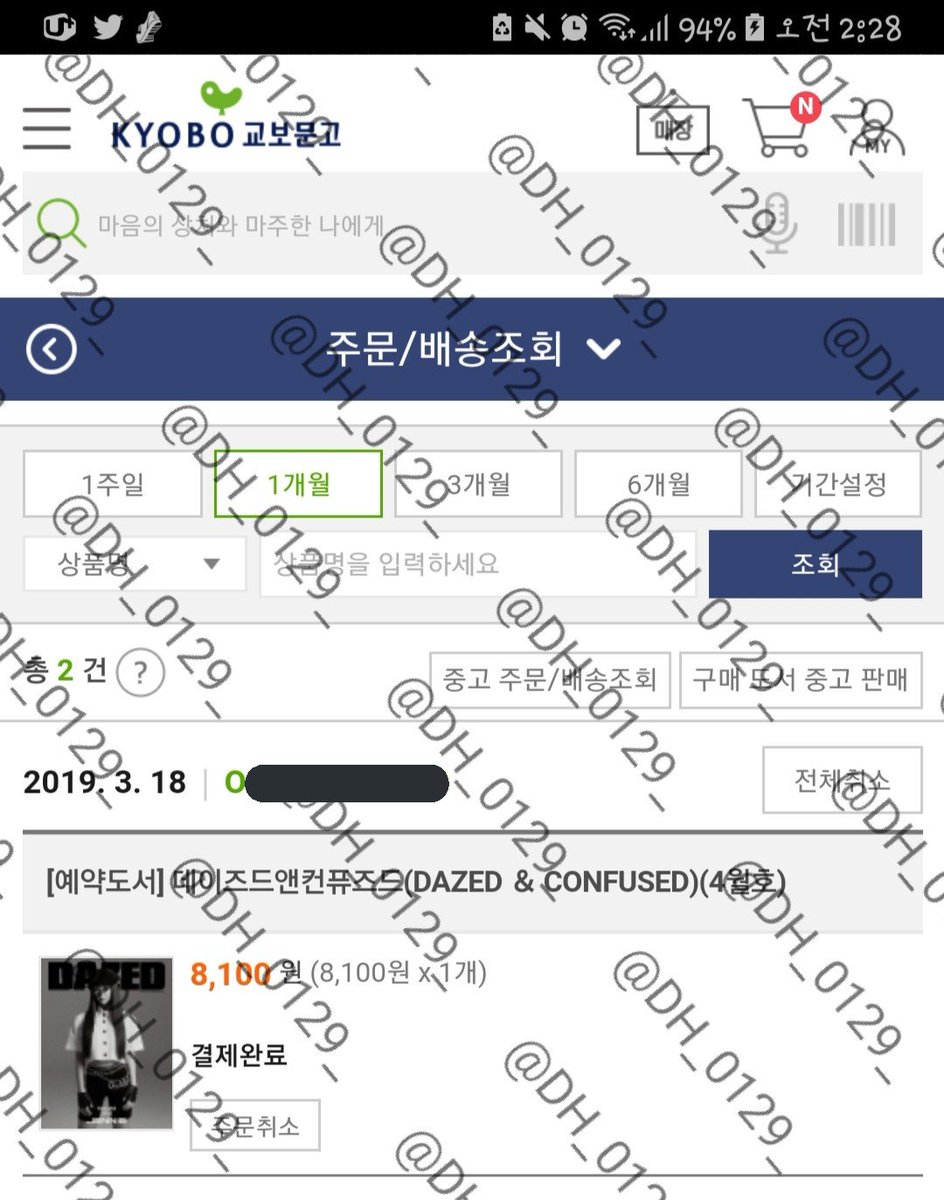 94% 오전 2:28
KYOBO 교보문고
매장
N
MY
마음의 상처와 마주한 나에게
주문/배송조회
1주일 1개월 3개월 6개월 기간설정
상품명 상품명을 입력하세요 조회
총 2 건 ?
중고 주문/배송조회 구매 도서 중고 판매
2019. 3. 18 O 전체취소
[예약도서] 데이즈드앤컨퓨즈드(DAZED & CONFUSED)(4월호)
DAZED
8,100 원 (8,100원 x 1개)
결제완료
주문취소
@DH_0129_